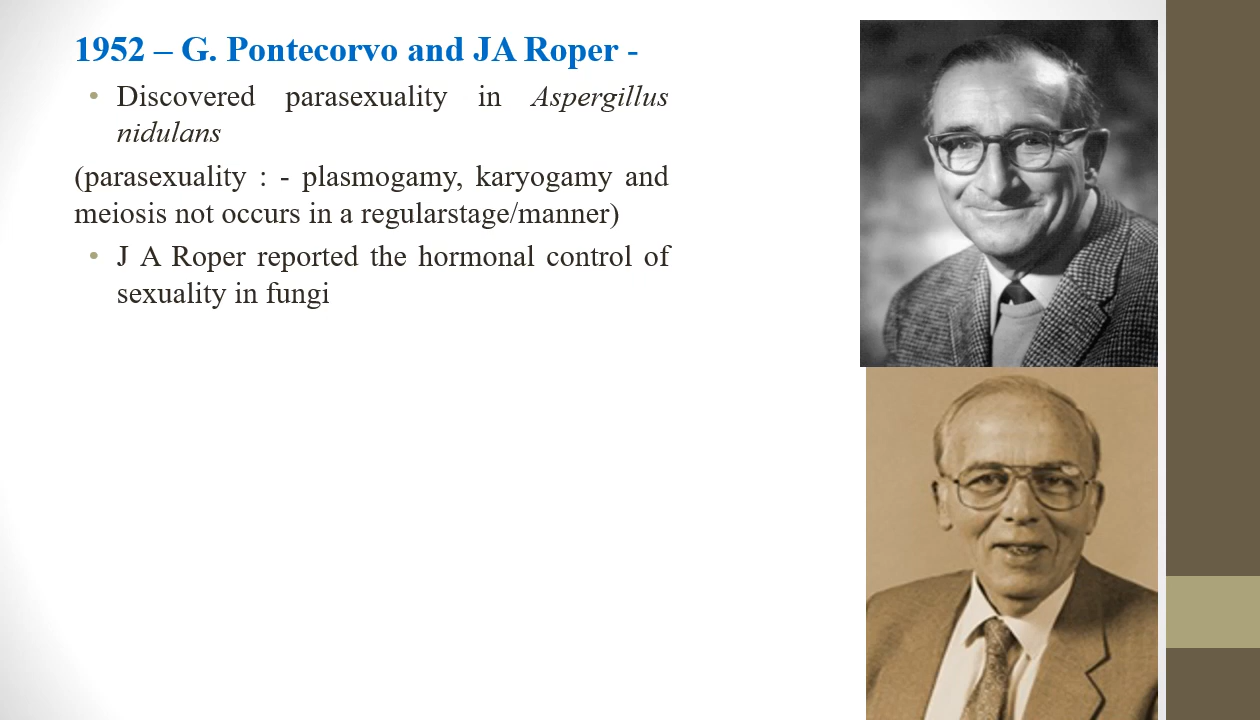 1952 – G. Pontecorvo and JA Roper -
• Discovered parasexuality in Aspergillus
nidulans
(parasexuality : - plasmogamy, karyogamy and
meiosis not occurs in a regularstage/manner)
• J A Roper reported the hormonal control of
sexuality in fungi